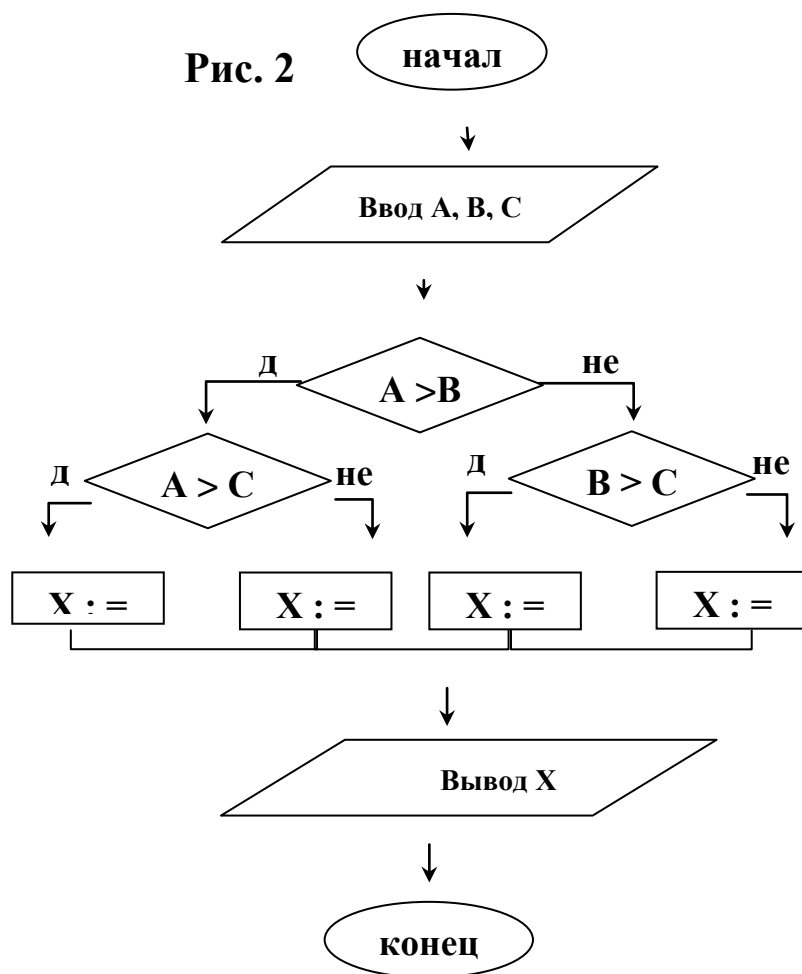 Рис. 2
начал
Ввод A, B, C
д
не
A >B
д
A > C
не
д
B > C
не
X : =
X : =
X : =
X : =
Вывод X
конец